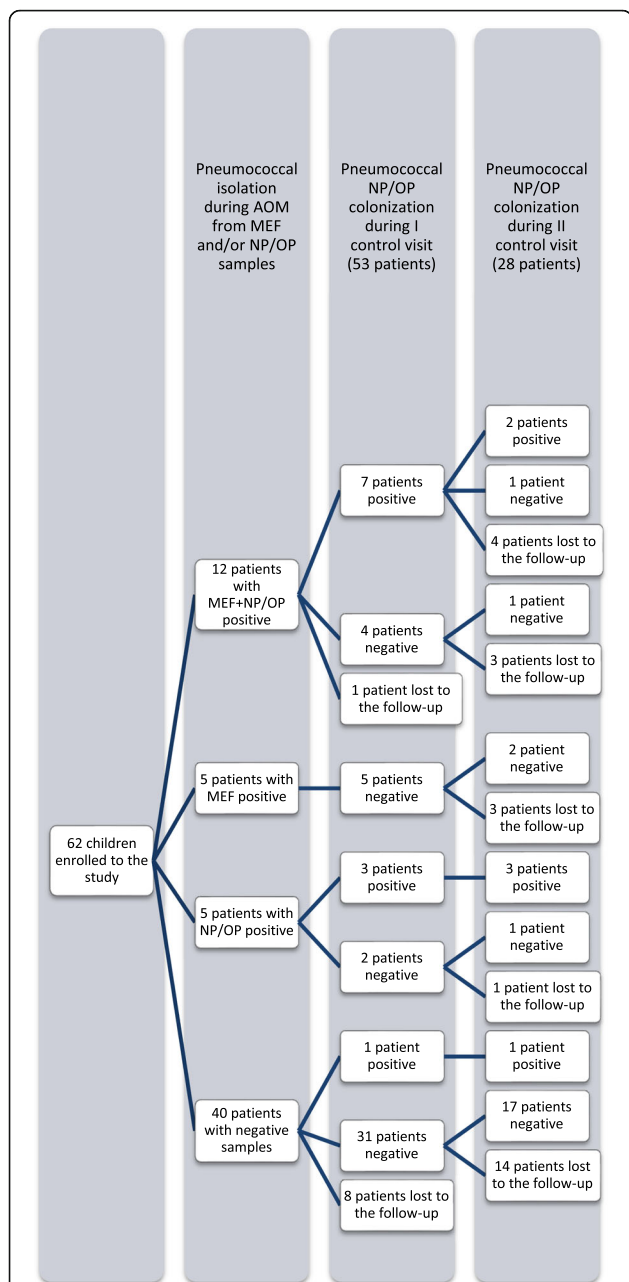 Pneumococcal
isolation
during AOM
from MEF
and/or NP/OP
samples
Pneumococcal
NP/OP
colonization
during I
control visit
(53 patients)
Pneumococcal
NP/OP
colonization
during II
control visit
(28 patients)
62 children
enrolled to the
study
12 patients
with
MEF+NP/OP
positive
7 patients
positive
2 patients
positive
1 patient
negative
4 patients lost to
the follow-up
4 patients
negative
1 patient
negative
3 patients lost to
the follow-up
1 patient lost to
the follow-up
5 patients with
MEF positive
5 patients
negative
2 patient
negative
3 patients lost to
the follow-up
5 patients with
NP/OP positive
3 patients
positive
3 patients
positive
2 patients
negative
1 patient
negative
1 patient lost to
the follow-up
40 patients
with negative
samples
1 patient
positive
1 patient
positive
31 patients
negative
17 patients
negative
14 patients lost
to the follow-up
8 patients lost to
the follow-up